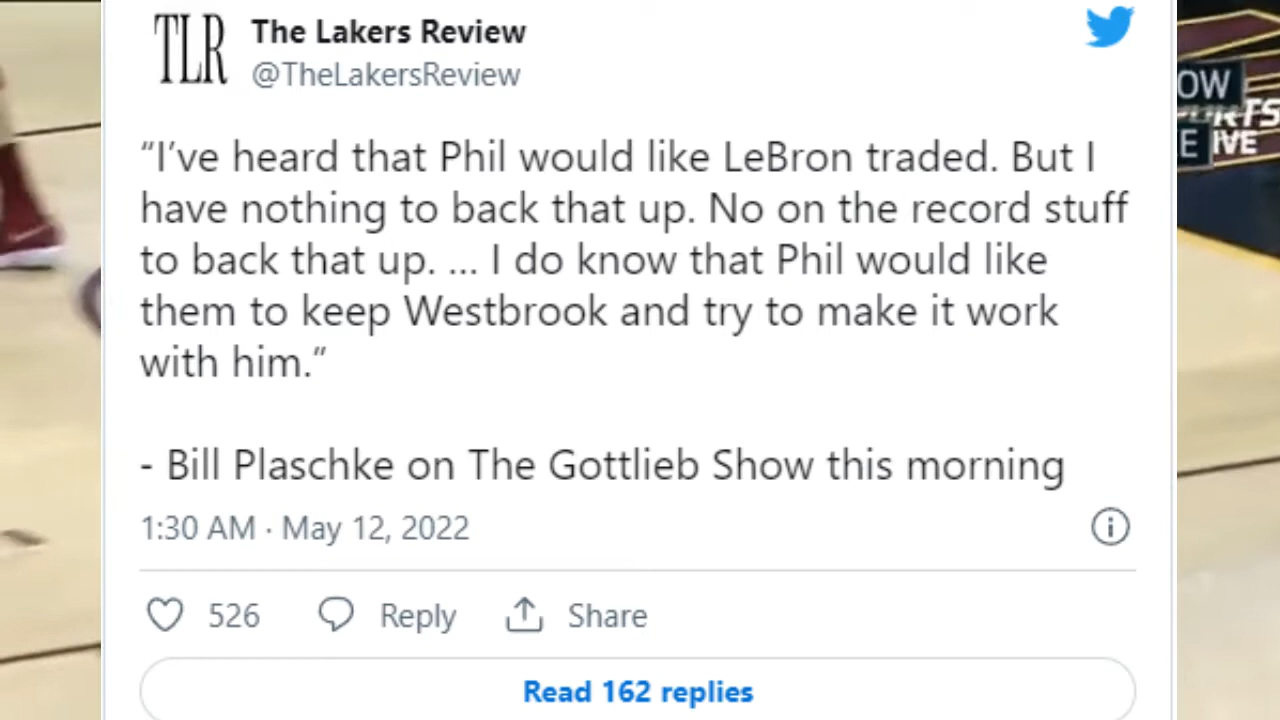 TLR
The Lakers Review
@TheLakersReview
“I’ve heard that Phil would like LeBron traded. But I
have nothing to back that up. No on the record stuff
to back that up. ... I do know that Phil would like
them to keep Westbrook and try to make it work
with him.”
- Bill Plaschke on The Gottlieb Show this morning
1:30 AM · May 12, 2022
526 Reply Share
Read 162 replies
OW
RTS
E IVE